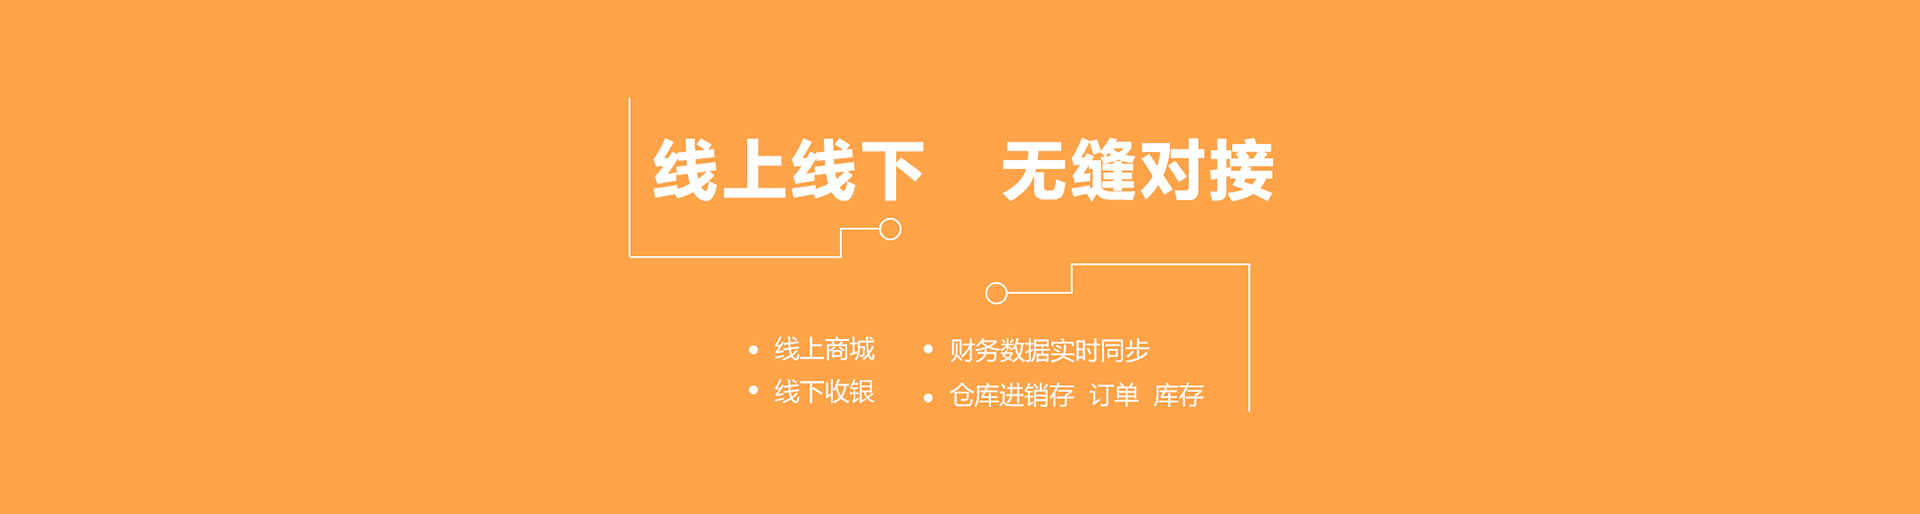 线上线下 无缝对接
• 线上商城
• 线下收银
• 财务数据实时同步
• 仓库进销存 订单 库存